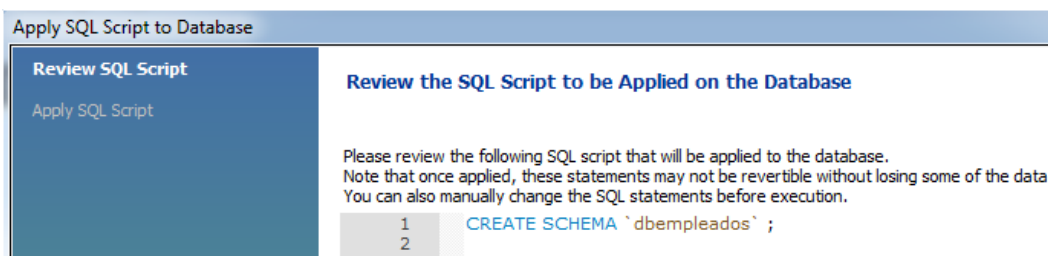 Apply SQL Script to Database
Review SQL Script
Apply SQL Script
Review the SQL Script to be Applied on the Database
Please review the following SQL script that will be applied to the database.
Note that once applied, these statements may not be revertible without losing some of the data
You can also manually change the SQL statements before execution.
1 CREATE SCHEMA `dbempleados` ;
2